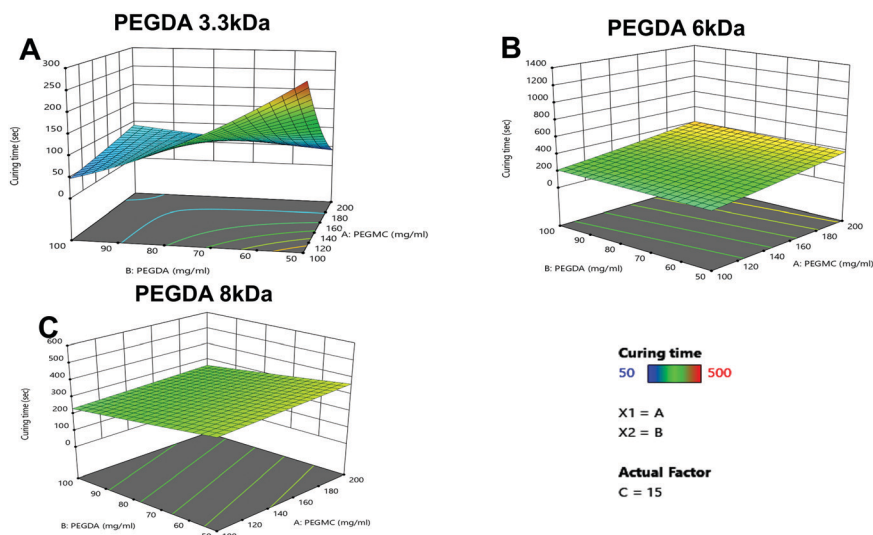 PEGDA 3.3kDa
A
300
250
200
150
100
50
0
Curing time (sec)
100
90
80
70
60
50
B: PEGDA (mg/ml)
100
120
140
160
180
200
A: PEGMC (mg/ml)
PEGDA 6kDa
B
1400
1200
1000
800
600
400
200
0
Curing time (sec)
100
90
80
70
60
50
B: PEGDA (mg/ml)
100
120
140
160
180
200
A: PEGMC (mg/ml)
PEGDA 8kDa
C
600
500
400
300
200
100
0
Curing time (sec)
100
90
80
70
60
50
B: PEGDA (mg/ml)
100
120
140
160
180
200
A: PEGMC (mg/ml)
Curing time
50 500
X1 = A
X2 = B
Actual Factor
C = 15